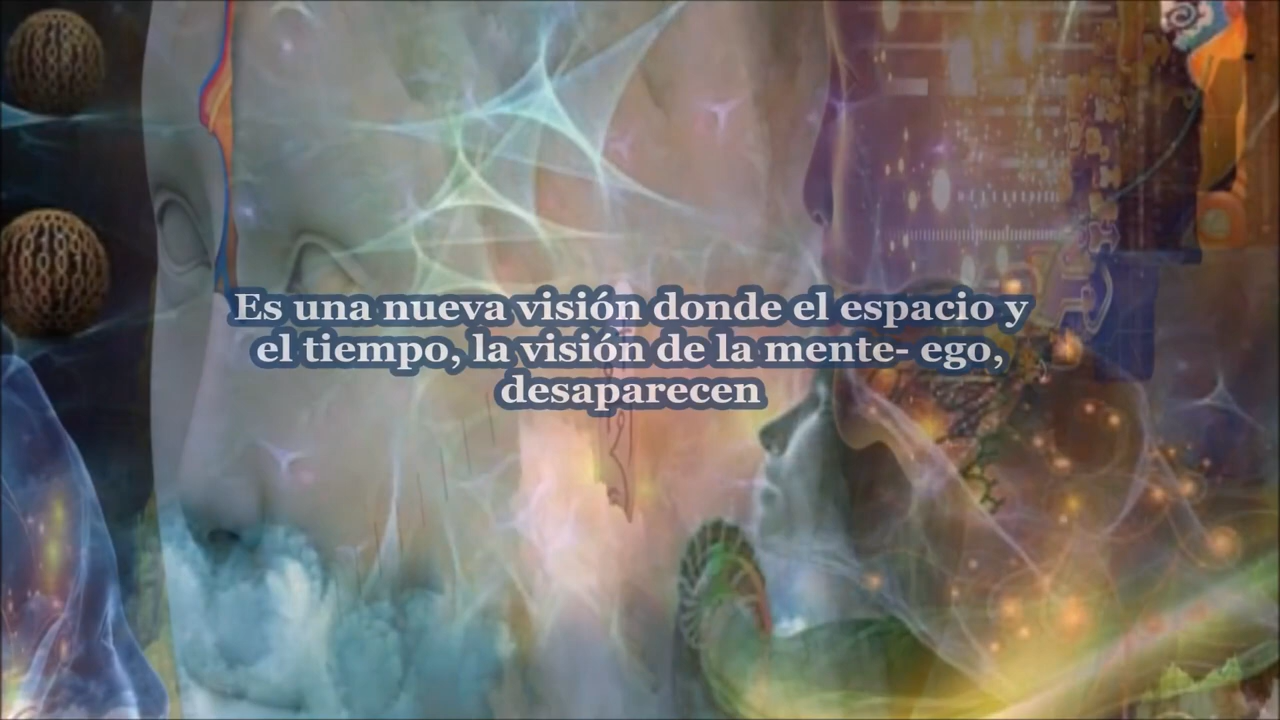 Es una nueva visión donde el espacio y
el tiempo, la visión de la mente- ego,
desaparecen